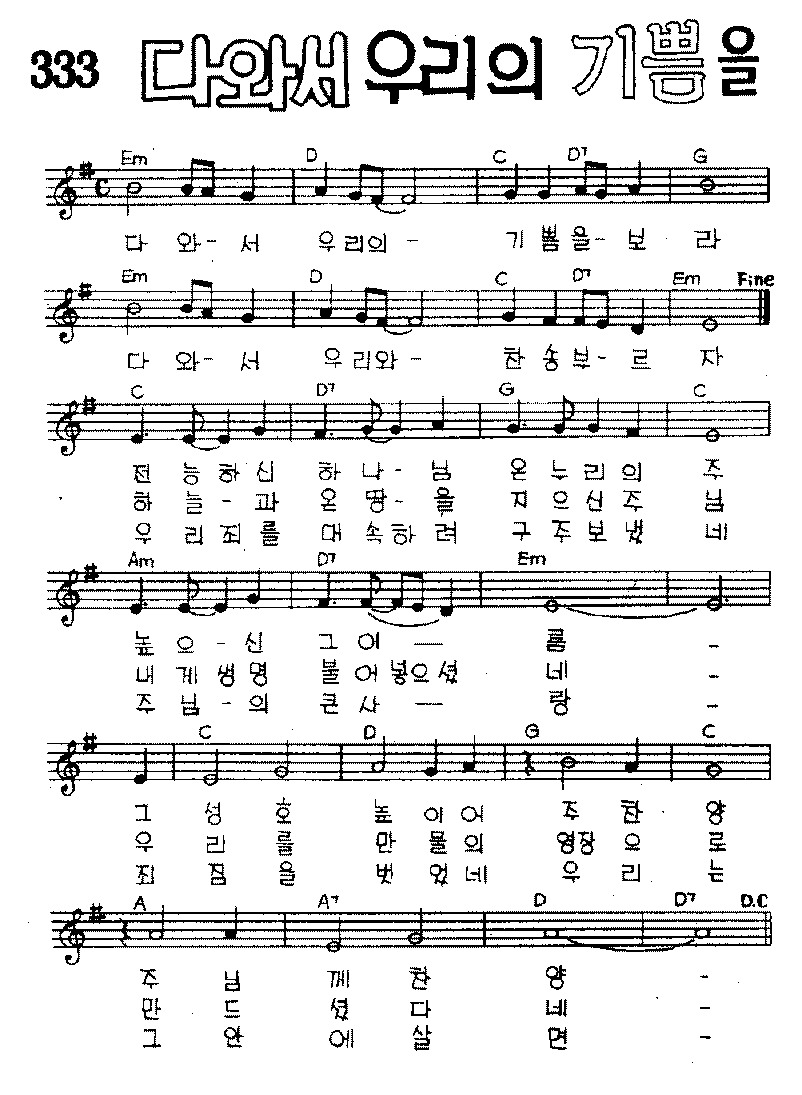 333 다와서 우리의 기쁨을
Em D C D7 G
다 와- 서 우리의- 기 쁨을- 보 라
Em D C D7 Em Fine
다 와- 서 우리와- 찬 송부- 르 자
C D7 G C
전 능하신 하 나- 님 온 누리의 주
하 늘-과 온 땅-을 지 으신주 님
우 리죄를 대 속하려 구 주보냈 네
Am D7 Em
높 으-신 그 이 — 름 -
내 게생명 불 어넣으셨 네 -
주 님-의 큰 사 — 랑 -
C D G C
그 성 호 높 이 어 주 찬 양
우 리 를 만 물 의 영장 으 로
죄 짐 을 벗 었 네 우 리 는
A A7 D D7 D.C
주 님 께 찬 양 -
만 드 셨 다 네 -
그 안 에 살 면 -